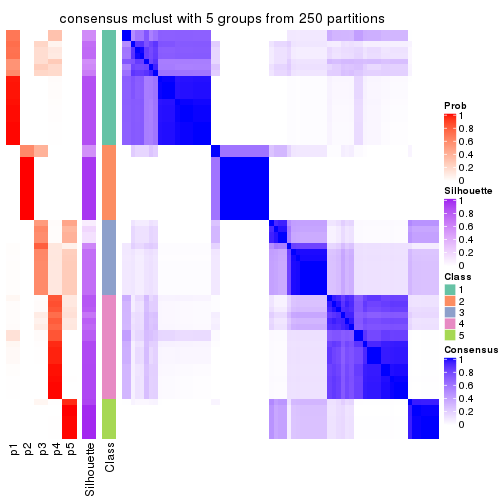 consensus mclust with 5 groups from 250 partitions
Prob
1
0.8
0.6
0.4
0.2
0
Silhouette
1
0.8
0.6
0.4
0.2
0
Class
1
2
3
4
5
Consensus
1
0.8
0.6
0.4
0.2
0
p1
p2
p3
p4
p5
Silhouette
Class